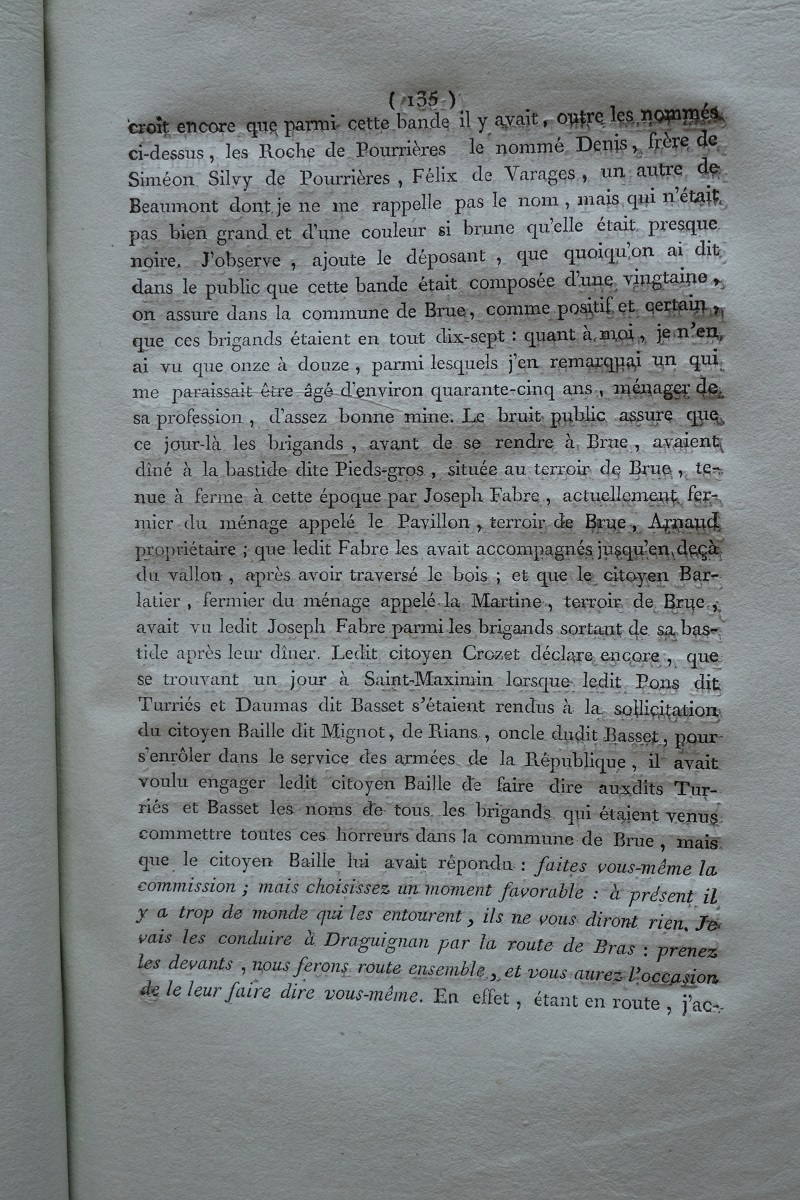 ( 135 )
croît encore que parmi cette bande il y avait, outre les nommés
ci-dessus, les Roche de Pourrières le nommé Denis, frère de
Siméon Silvy de Pourrières, Félix de Varages, un autre de
Beaumont dont je ne me rappelle pas le nom, mais qui n'était
pas bien grand et d'une couleur si brune qu'elle était presque
noire. J'observe, ajoute le déposant, que quoiqu'on ai dit
dans le public que cette bande était composée d'une vingtaine,
on assure dans la commune de Brue, comme positif et certain,
que ces brigands étaient en tout dix-sept : quant à moi, je n'en
ai vu que onze à douze, parmi lesquels j'en remarquai un qui
me paraissait être âgé d'environ quarante-cinq ans, ménager de
sa profession, d'assez bonne mine. Le bruit public assure que
ce jour-là les brigands, avant de se rendre à Brue, avaient
dîné à la bastide dite Pieds-gros, située au terroir de Brue, te-
nue à ferme à cette époque par Joseph Fabre, actuellement fer-
mier du ménage appelé le Pavillon, terroir de Brue, Arnaud
propriétaire ; que ledit Fabre les avait accompagnés jusqu'en deçà
du vallon, après avoir traversé le bois ; et que le citoyen Bar-
latier, fermier du ménage appelé la Martine, terroir de Brue,
avait vu ledit Joseph Fabre parmi les brigands sortant de sa bas-
tide après leur dîner. Ledit citoyen Crozet déclare encore, que
se trouvant un jour à Saint-Maximin lorsque ledit Pons dit
Turriés et Daumas dit Basset s'étaient rendus à la sollicitation
du citoyen Baille dit Mignot, de Rians, oncle dudit Basset, pour
s'enrôler dans le service des armées de la République, il avait
voulu engager ledit citoyen Baille de faire dire auxdits Tur-
riés et Basset les noms de tous les brigands qui étaient venus
commettre toutes ces horreurs dans la commune de Brue, mais
que le citoyen Baille lui avait répondu : faites vous-même la
commission ; mais choisissez un moment favorable : à présent il
y a trop de monde qui les entourent, ils ne vous diront rien. Je
vais les conduire à Draguignan par la route de Bras : prenez
les devants, nous ferons route ensemble, et vous aurez l'occasion
de le leur faire dire vous-même. En effet, étant en route, j'ac-